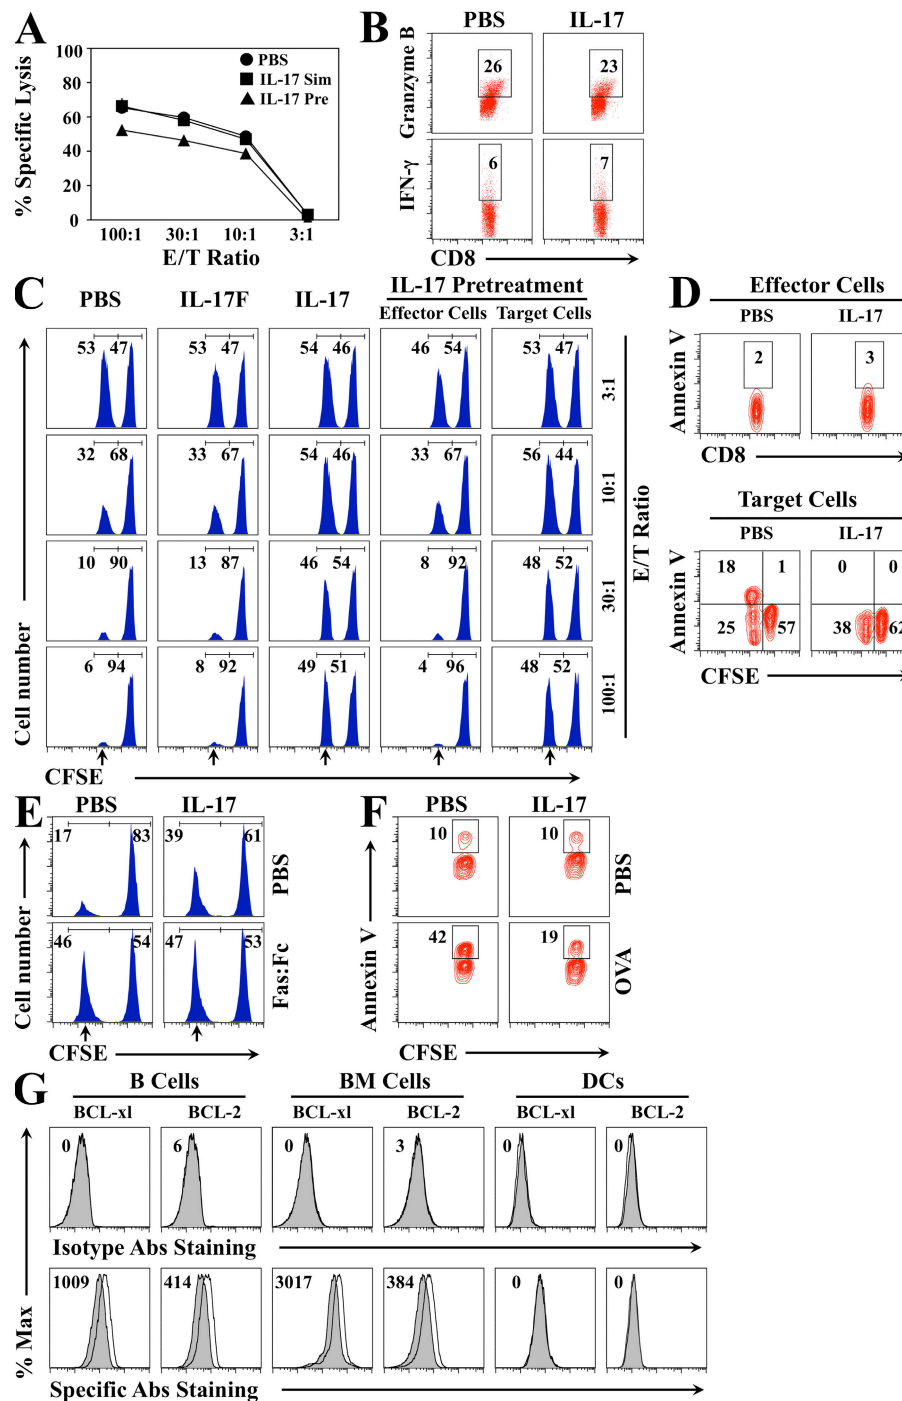 A
% Specific Lysis
100
80
60
40
20
0
PBS
IL-17 Sim
IL-17 Pre
100:1 30:1 10:1 3:1
E/T Ratio
B
PBS IL-17
Granzyme B
26 23
IFN-γ
6 7
CD8
C
PBS IL-17F IL-17 IL-17 Pretreatment
Effector Cells Target Cells
53 47 53 47 54 46 46 54 53 47
3:1
32 68 33 67 54 46 33 67 56 44
10:1
10 90 13 87 46 54 8 92 48 52
30:1
6 94 8 92 49 51 4 96 48 52
100:1
E/T Ratio
Cell number
CFSE
D
Effector Cells
PBS IL-17
Annexin V
2 3
CD8
Target Cells
PBS IL-17
Annexin V
18 1 0 0
25 57 38 62
CFSE
E
PBS IL-17
17 83 39 61
PBS
46 54 47 53
Fas:Fc
Cell number
CFSE
F
PBS IL-17
10 10
PBS
42 19
OVA
Annexin V
CFSE
G
B Cells BM Cells DCs
BCL-xl BCL-2 BCL-xl BCL-2 BCL-xl BCL-2
0 6 0 3 0 0
Isotype Abs Staining
1009 414 3017 384 0 0
% Max
Specific Abs Staining